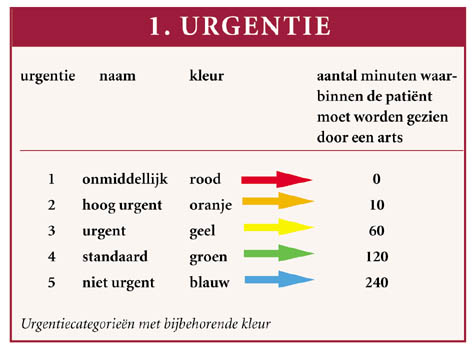 1. URGENTIE
urgentie naam kleur aantal minuten waar-
binnen de patiënt
moet worden gezien
door een arts
1 onmiddellijk rood 0
2 hoog urgent oranje 10
3 urgent geel 60
4 standaard groen 120
5 niet urgent blauw 240
Urgentiecategorieën met bijbehorende kleur